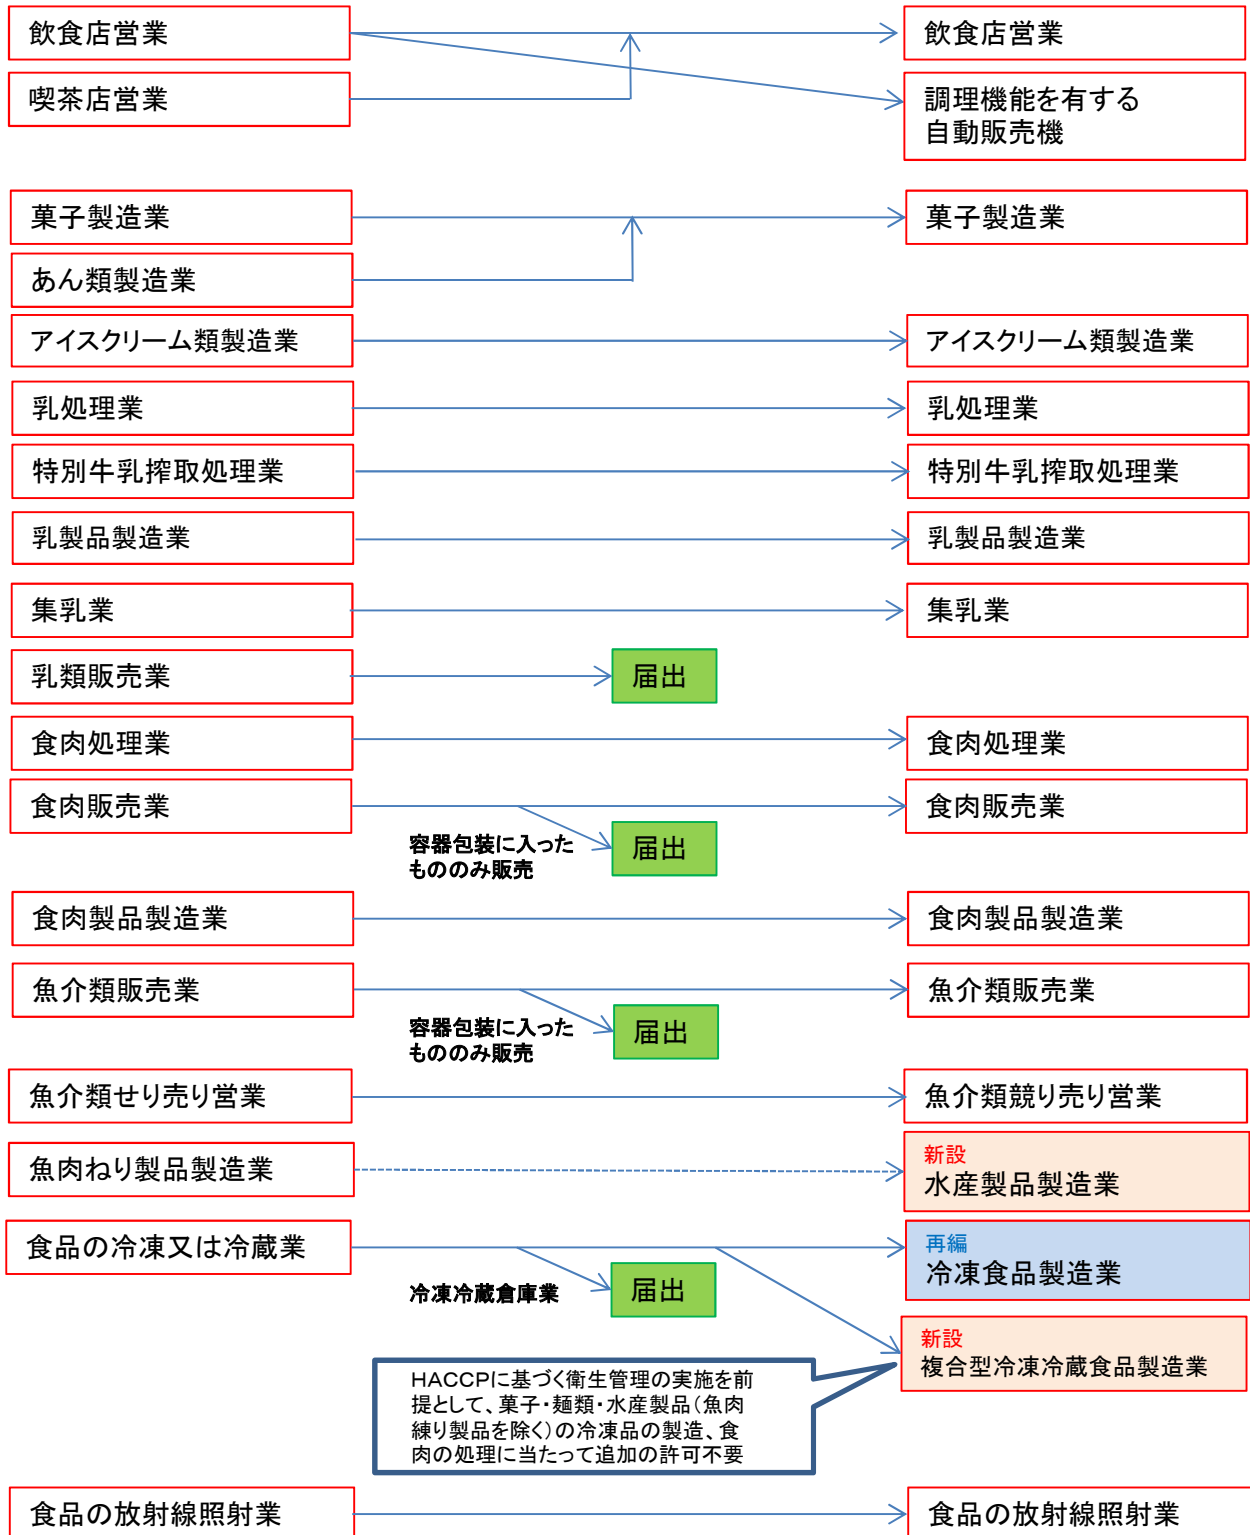 飲食店営業
飲食店営業
喫茶店営業
調理機能を有する
自動販売機
菓子製造業
菓子製造業
あん類製造業
アイスクリーム類製造業
アイスクリーム類製造業
乳処理業
乳処理業
特別牛乳搾取処理業
特別牛乳搾取処理業
乳製品製造業
乳製品製造業
集乳業
集乳業
乳類販売業
届出
食肉処理業
食肉処理業
食肉販売業
食肉販売業
容器包装に入った
もののみ販売
届出
食肉製品製造業
食肉製品製造業
魚介類販売業
魚介類販売業
容器包装に入った
もののみ販売
届出
魚介類せり売り営業
魚介類競り売り営業
魚肉ねり製品製造業
新設
水産製品製造業
食品の冷凍又は冷蔵業
再編
冷凍食品製造業
冷凍冷蔵倉庫業
届出
新設
複合型冷凍冷蔵食品製造業
HACCPに基づく衛生管理の実施を前
提として、菓子・麺類・水産製品(魚肉
練り製品を除く)の冷凍品の製造、食
肉の処理に当たって追加の許可不要
食品の放射線照射業
食品の放射線照射業